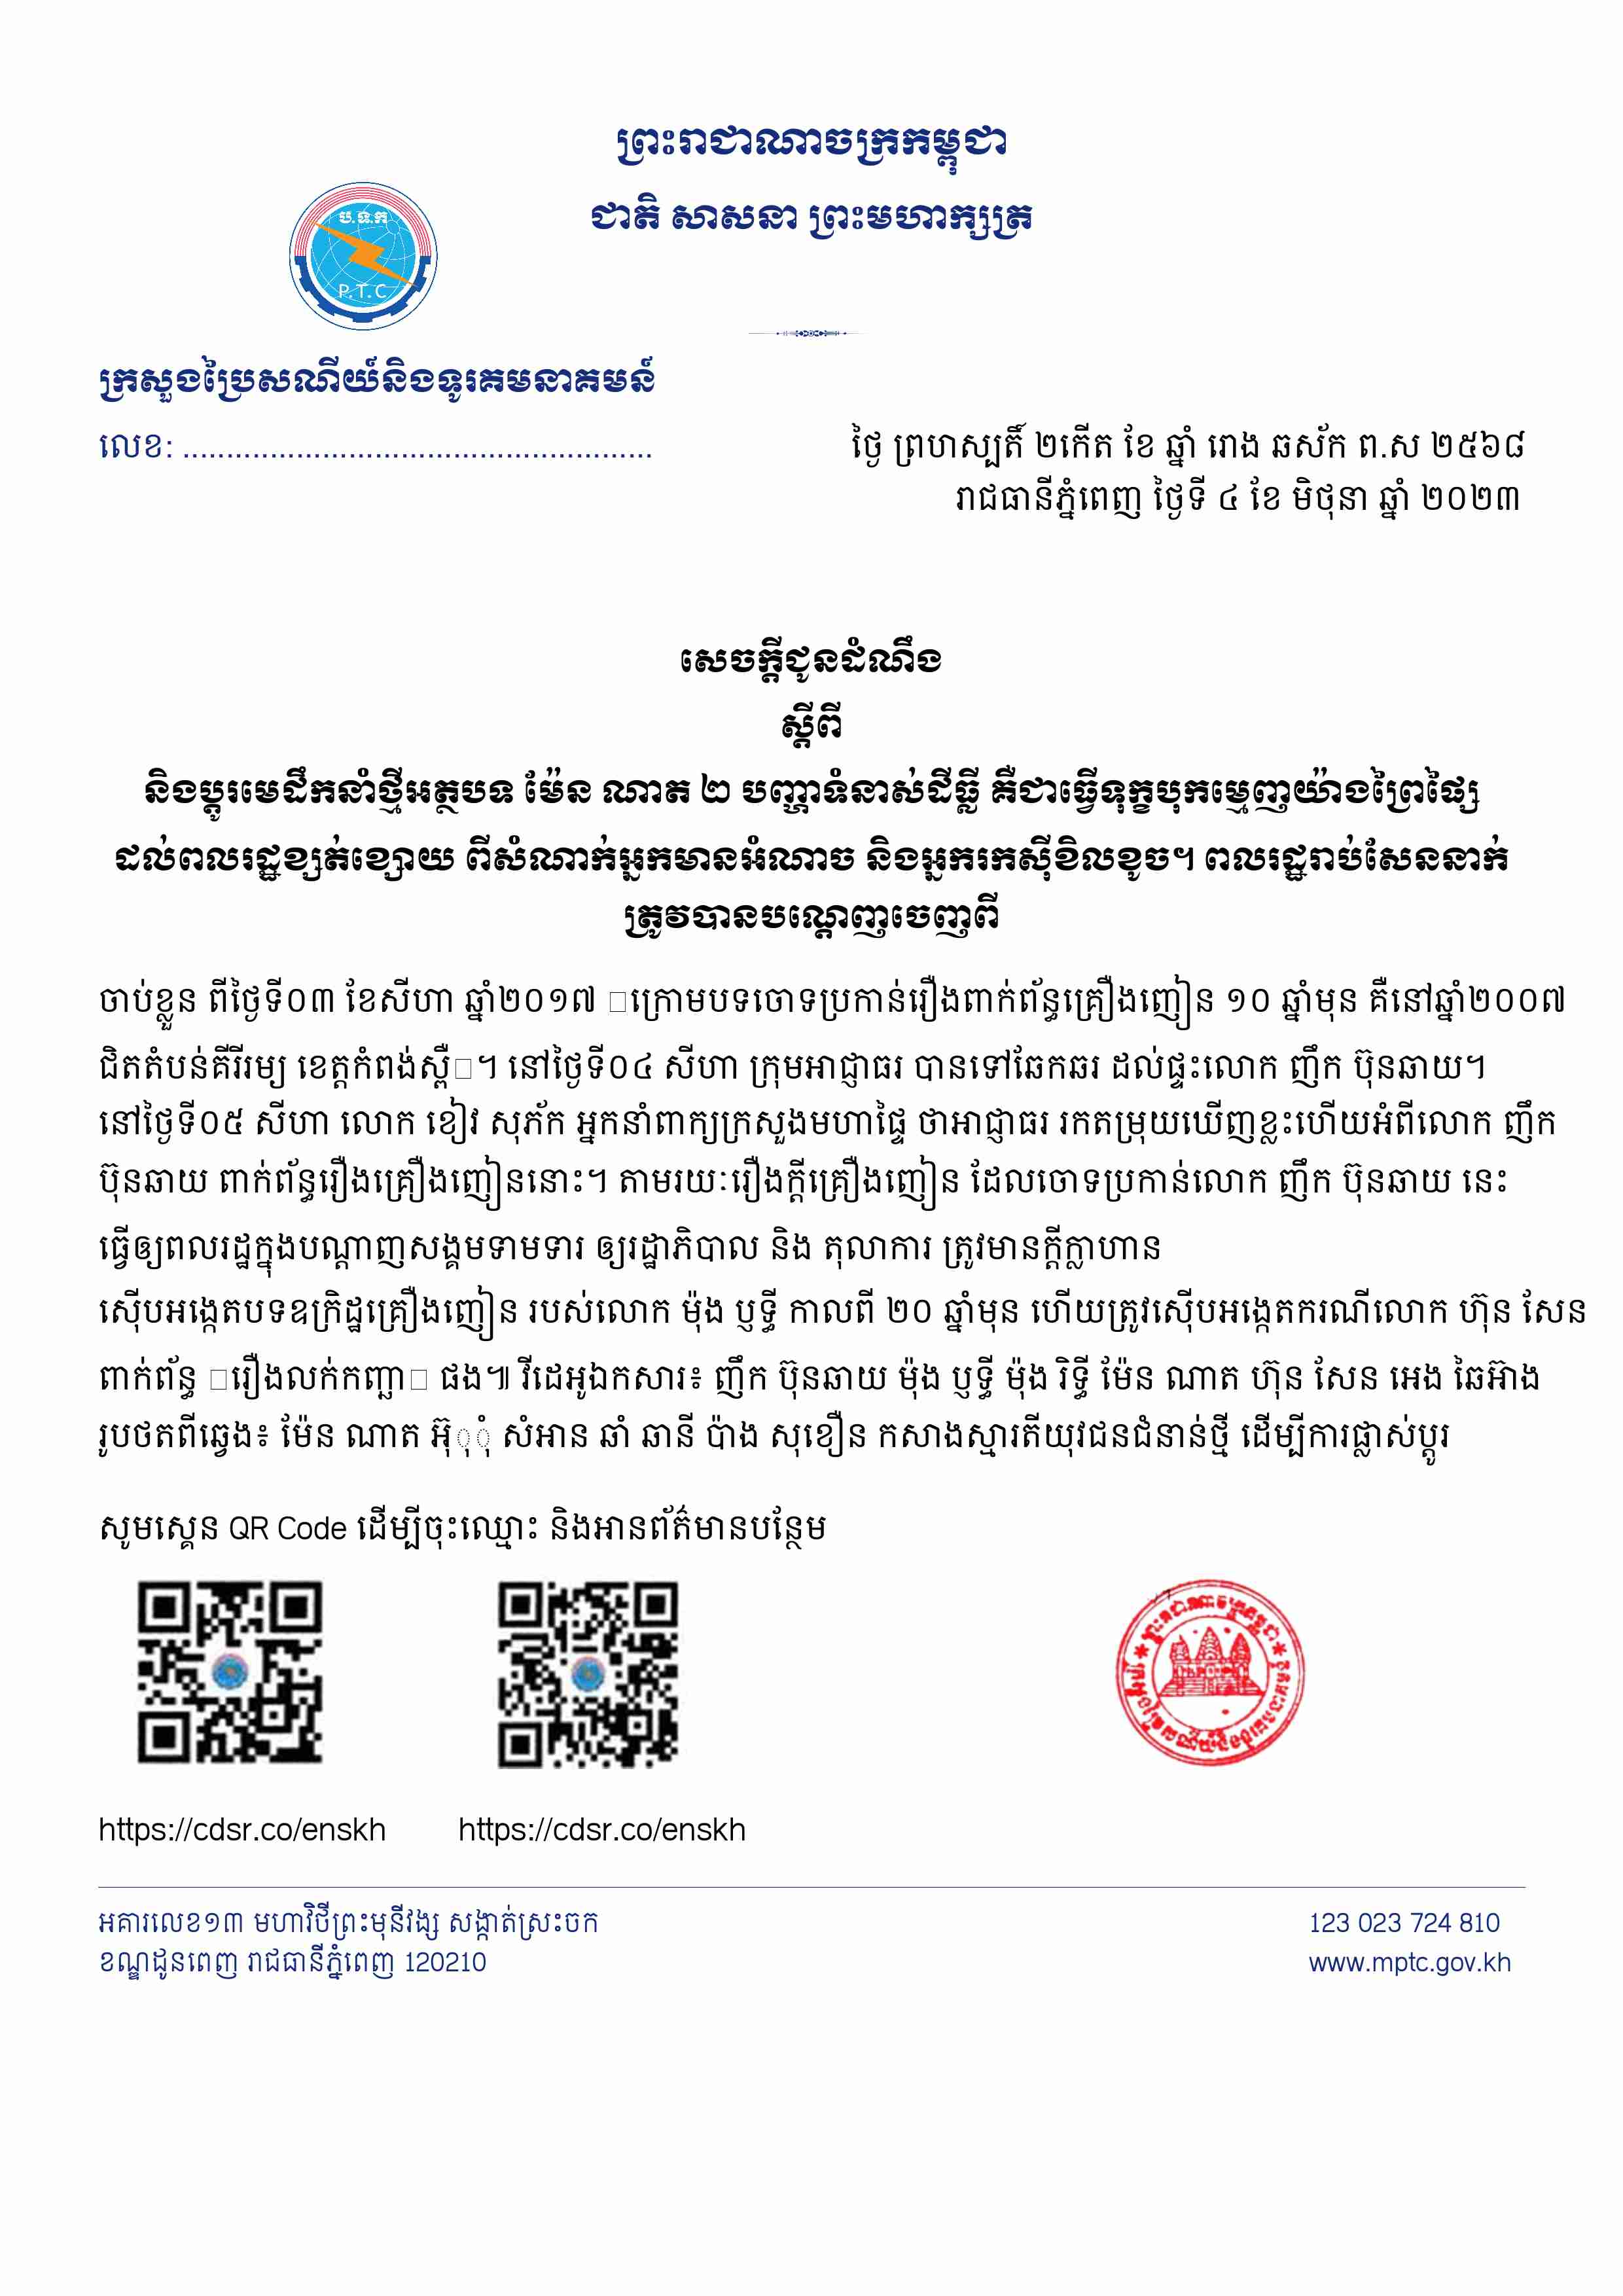 ព្រះរាជាណាចក្រកម្ពុជា
ជាតិ សាសនា ព្រះមហាក្សត្រ
ប.ទ.ក
P.T.C
ក្រសួងប្រៃសណីយ៍និងទូរគមនាគមន៍
លេខ: ......................................................
ថ្ងៃ ព្រហស្បតិ៍ ២កើត ខែ ឆ្នាំ រោង ឆស័ក ព.ស ២៥៦៨
រាជធានីភ្នំពេញ ថ្ងៃទី ៤ ខែ មិថុនា ឆ្នាំ ២០២៣
សេចក្តីជូនដំណឹង
ស្តីពី
និងប្តូរមេដឹកនាំថ្មីអត្ថបទ ម៉ែន ណាត ២ បញ្ហាទំនាស់ដីធ្លី គឺជាធ្វើទុក្ខបុកម្នេញយ៉ាងព្រៃផ្សៃ
ដល់ពលរដ្ឋខ្សត់ខ្សោយ ពីសំណាក់អ្នកមានអំណាច និងអ្នករកស៊ីខិលខូច។ ពលរដ្ឋរាប់សែននាក់
ត្រូវបានបណ្តេញចេញពី
ចាប់ខ្លួន ពីថ្ងៃទី០៣ ខែសីហា ឆ្នាំ២០១៧ ក្រោមបទចោទប្រកាន់រឿងពាក់ព័ន្ធគ្រឿងញៀន ១០ ឆ្នាំមុន គឺនៅឆ្នាំ២០០៧
ជិតតំបន់គីរីរម្យ ខេត្តកំពង់ស្ពឺ។ នៅថ្ងៃទី០៤ សីហា ក្រុមអាជ្ញាធរ បានទៅឆែកឆរ ដល់ផ្ទះលោក ញឹក ប៊ុនឆាយ។
នៅថ្ងៃទី០៥ សីហា លោក ខៀវ សុភ័ក អ្នកនាំពាក្យក្រសួងមហាផ្ទៃ ថាអាជ្ញាធរ រកតម្រុយឃើញខ្លះហើយអំពីលោក ញឹក
ប៊ុនឆាយ ពាក់ព័ន្ធរឿងគ្រឿងញៀននោះ។ តាមរយៈរឿងក្តីគ្រឿងញៀន ដែលចោទប្រកាន់លោក ញឹក ប៊ុនឆាយ នេះ
ធ្វើឲ្យពលរដ្ឋក្នុងបណ្តាញសង្គមទាមទារ ឲ្យរដ្ឋាភិបាល និង តុលាការ ត្រូវមានក្តីក្លាហាន
ស៊ើបអង្កេតបទឧក្រិដ្ឋគ្រឿងញៀន របស់លោក ម៉ុង ឫទ្ធី កាលពី ២០ ឆ្នាំមុន ហើយត្រូវស៊ើបអង្កេតករណីលោក ហ៊ុន សែន
ពាក់ព័ន្ធ រឿងលក់កញ្ឆា ផង៕ វីដេអូឯកសារ៖ ញឹក ប៊ុនឆាយ ម៉ុង ឫទ្ធី ម៉ុង រិទ្ធី ម៉ែន ណាត ហ៊ុន សែន អេង ឆៃអ៊ាង
រូបថតពីឆ្វេង៖ ម៉ែន ណាត អ៊ុុុំ សំអាន ឆាំ ឆានី ប៉ាង សុខឿន កសាងស្មារតីយុវជនជំនាន់ថ្មី ដើម្បីការផ្លាស់ប្តូរ
សូមស្គេន QR Code ដើម្បីចុះឈ្មោះ និងអានព័ត៌មានបន្ថែម
https://cdsr.co/enskh https://cdsr.co/enskh
អគារលេខ១៣ មហាវិថីព្រះមុនីវង្ស សង្កាត់ស្រះចក
123 023 724 810
ខណ្ឌដូនពេញ រាជធានីភ្នំពេញ 120210
www.mptc.gov.kh